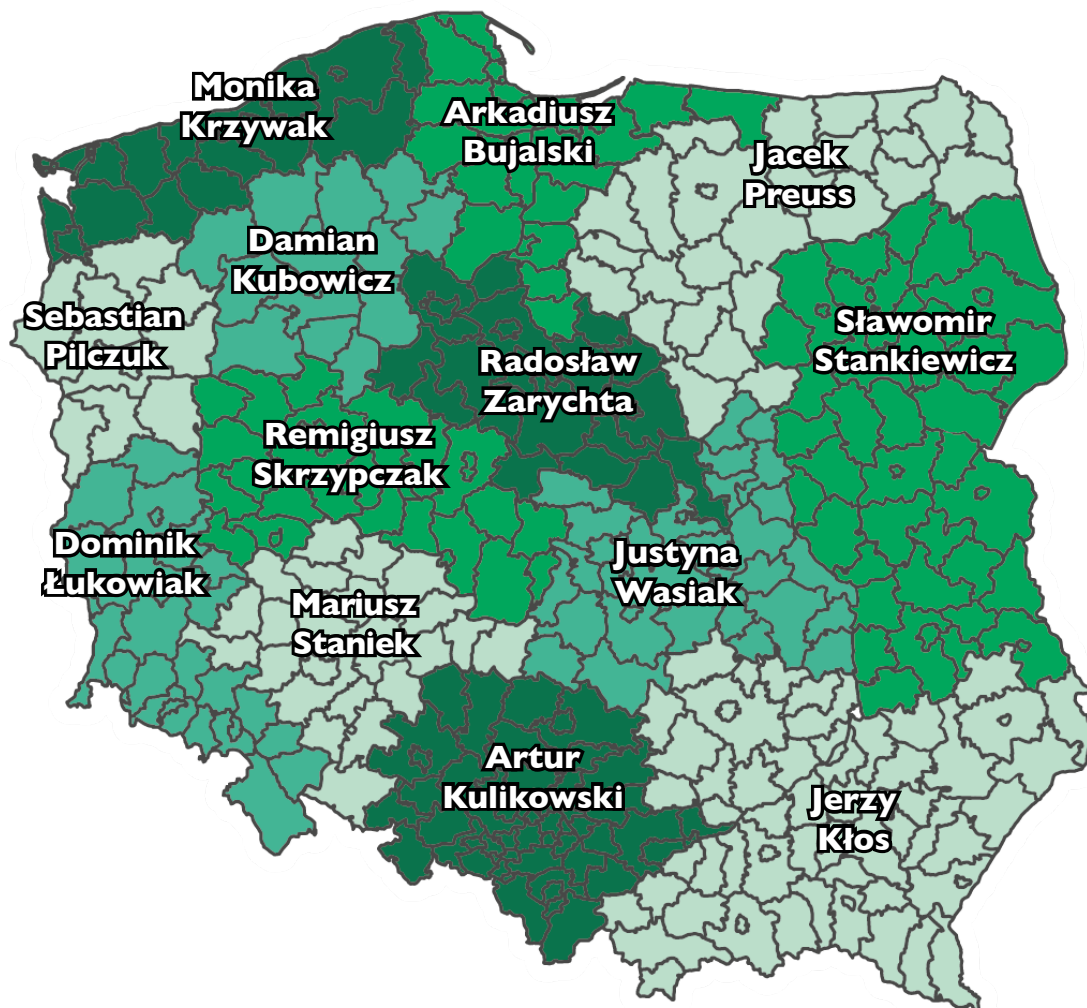 Monika
Krzywak
Arkadiusz
Bujalski
Jacek
Preuss
Damian
Kubowicz
Sebastian
Pilczuk
Sławomir
Stankiewicz
Radosław
Zarychta
Remigiusz
Skrzypczak
Dominik
Łukowiak
Justyna
Wasiak
Mariusz
Staniek
Artur
Kulikowski
Jerzy
Kłos